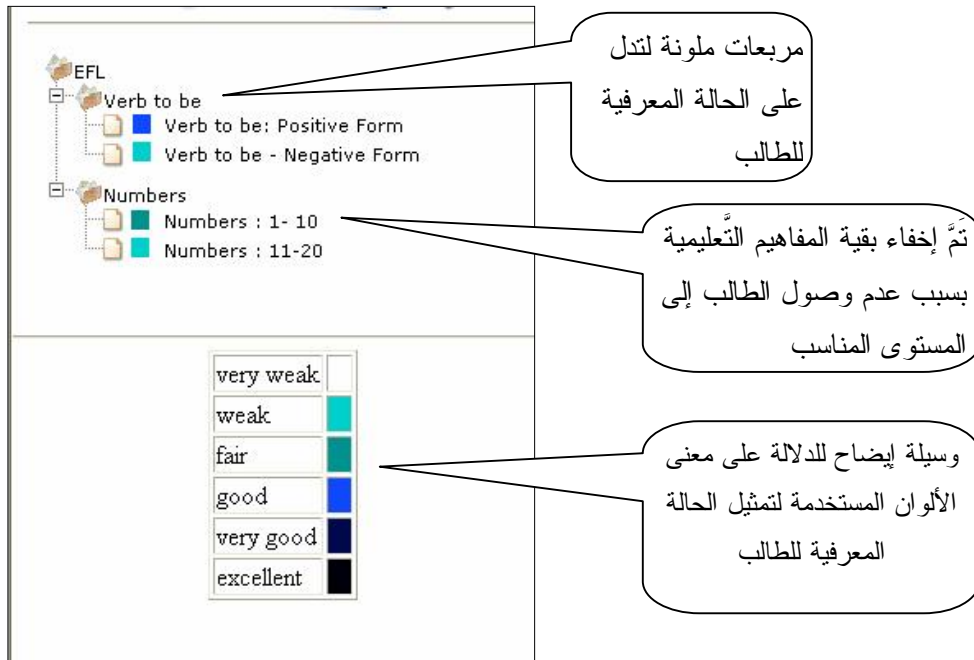 EFL
Verb to be
Verb to be: Positive Form
Verb to be - Negative Form
Numbers
Numbers : 1- 10
Numbers : 11-20
مربعات ملونة لتدل
على الحالة المعرفية
للطالب
تَمَّ إخفاء بقية المفاهيم التَّعليمية
بسبب عدم وصول الطالب إلى
المستوى المناسب
very weak
weak
fair
good
very good
excellent
وسيلة إيضاح للدلالة على معنى
الألوان المستخدمة لتمثيل الحالة
المعرفية للطالب